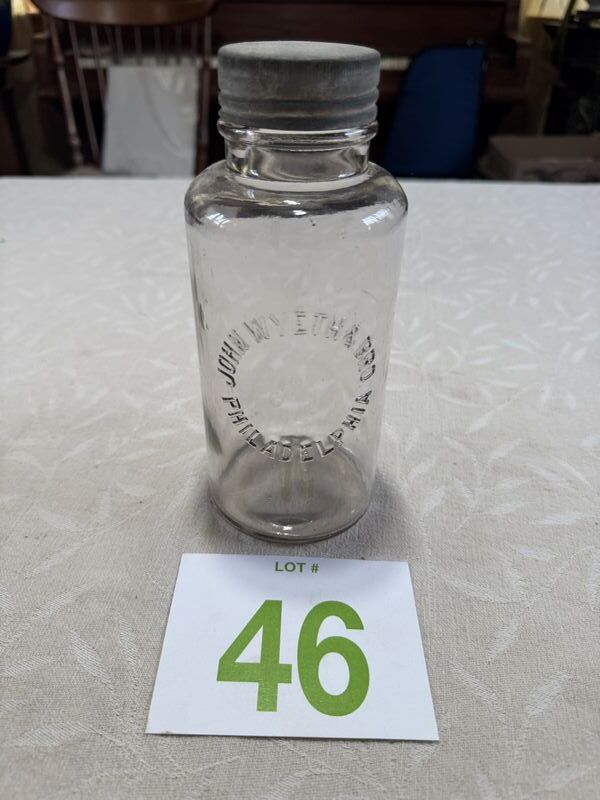 JOHN WYETH & BRO
PHILADELPHIA
LOT #
46